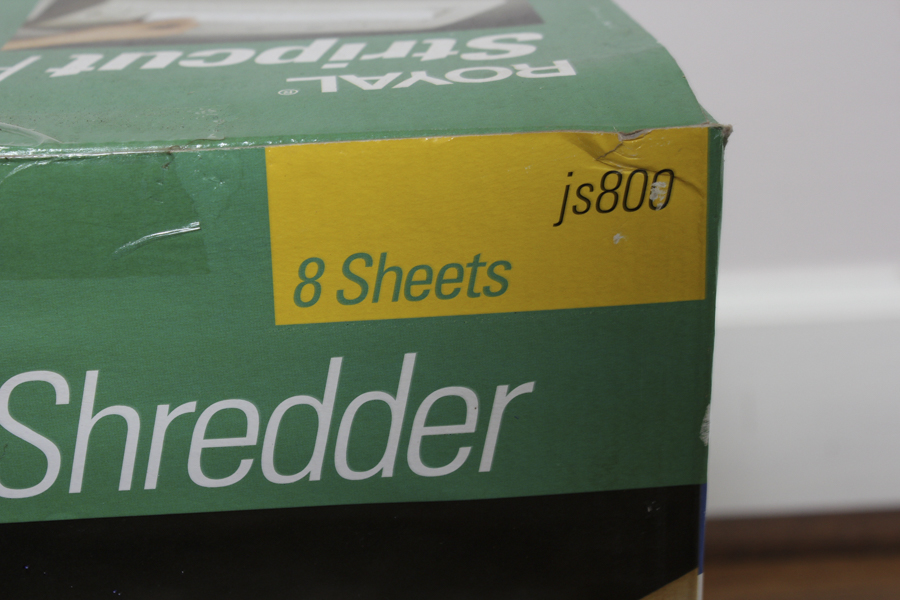 ROYAL®
Stripcut
js800
8 Sheets
Shredder